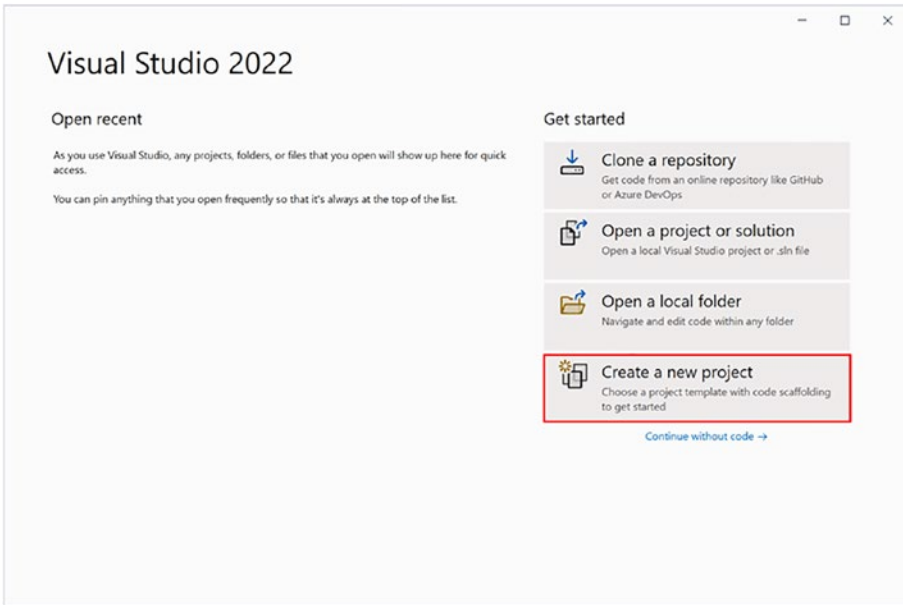 Visual Studio 2022
Open recent
As you use Visual Studio, any projects, folders, or files that you open will show up here for quick
access.
You can pin anything that you open frequently so that it's always at the top of the list.
Get started
Clone a repository
Get code from an online repository like GitHub
or Azure DevOps
Open a project or solution
Open a local Visual Studio project or .sln file
Open a local folder
Navigate and edit code within any folder
Create a new project
Choose a project template with code scaffolding
to get started
Continue without code →